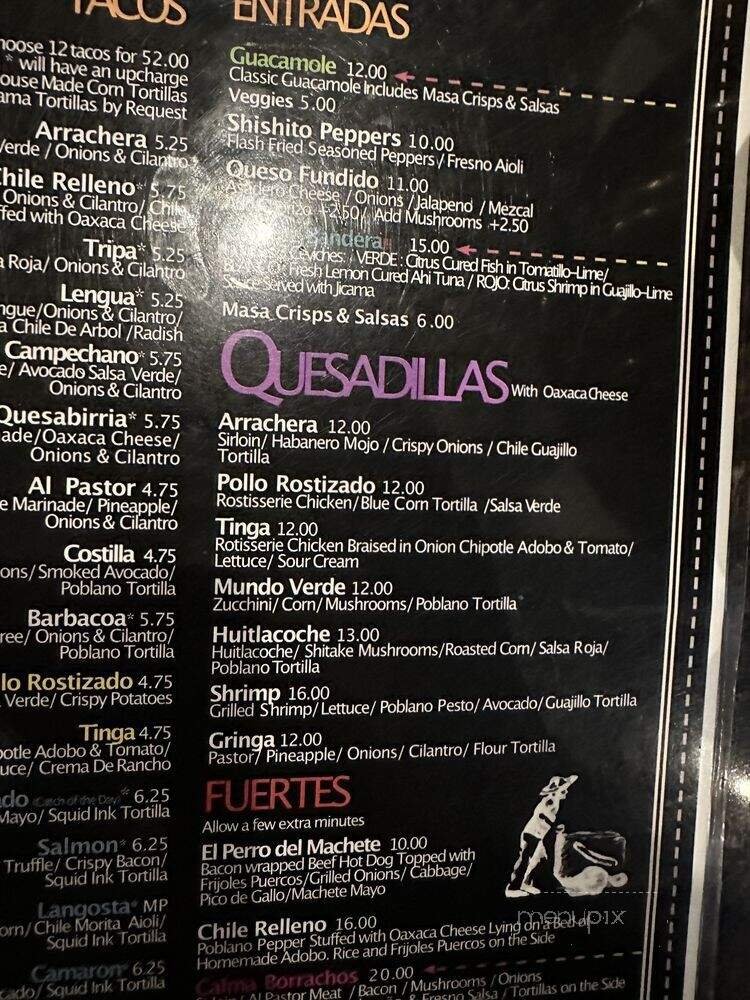 TACOS
hoose 12 tacos for 52.00
* will have an upcharge
ouse Made Corn Tortillas
ama Tortillas by Request
Arrachera 5.25
Verde / Onions & Cilantro
Chile Relleno* 5.75
Onions & Cilantro/ Chile
ffed with Oaxaca Cheese
Tripa* 5.25
a Roja/ Onions & Cilantro
Lengua* 5.25
ngue/Onions & Cilantro/
a Chile De Arbol /Radish
Campechano* 5.75
e/ Avocado Salsa Verde/
Onions & Cilantro
Quesabirria* 5.75
ade/Oaxaca Cheese/
Onions & Cilantro
Al Pastor 4.75
e Marinade/ Pineapple/
Onions & Cilantro
Costilla 4.75
ons/ Smoked Avocado/
Poblano Tortilla
Barbacoa* 5.75
ree/ Onions & Cilantro/
Poblano Tortilla
llo Rostizado 4.75
Verde/ Crispy Potatoes
Tinga 4.75
potle Adobo & Tomato/
uce/ Crema De Rancho
ado (Catch of the Day)* 6.25
Mayo/ Squid Ink Tortilla
Salmon* 6.25
Truffle/ Crispy Bacon/
Squid Ink Tortilla
Langosta* MP
orn/ Chile Morita Aioli/
Squid Ink Tortilla
Camaron* 6.25
cado/ Squid Ink Tortilla
ENTRADAS
Guacamole 12.00
Classic Guacamole Includes Masa Crisps & Salsas
Veggies 5.00
Shishito Peppers 10.00
Flash Fried Seasoned Peppers / Fresno Aioli
Queso Fundido 11.00
Asadero Cheese / Onions /Jalapeno / Mezcal
+2.50/ Add Mushrooms +2.50
Bandera 15.00
Ceviches: / VERDE : Citrus Cured Fish in Tomatillo-Lime/
Fresh Lemon Cured Ahi Tuna / ROJO: Citrus Shrimp in Guajillo-Lime
Sauce Served with Jicama
Masa Crisps & Salsas 6.00
QUESADILLAS With Oaxaca Cheese
Arrachera 12.00
Sirloin/ Habanero Mojo / Crispy Onions / Chile Guajillo
Tortilla
Pollo Rostizado 12.00
Rostisserie Chicken/ Blue Corn Tortilla /Salsa Verde
Tinga 12.00
Rotisserie Chicken Braised in Onion Chipotle Adobo & Tomato/
Lettuce/ Sour Cream
Mundo Verde 12.00
Zucchini/ Corn/ Mushrooms/ Poblano Tortilla
Huitlacoche 13.00
Huitlacoche/ Shitake Mushrooms/Roasted Corn/ Salsa Roja/
Poblano Tortilla
Shrimp 16.00
Grilled Shrimp/ Lettuce/ Poblano Pesto/ Avocado/ Guajillo Tortilla
Gringa 12.00
Pastor/ Pineapple/ Onions/ Cilantro/ Flour Tortilla
FUERTES
Allow a few extra minutes
El Perro del Machete 10.00
Bacon wrapped Beef Hot Dog Topped with
Frijoles Puercos/Grilled Onions/ Cabbage/
Pico de Gallo/Machete Mayo
Chile Relleno 16.00
Poblano Pepper Stuffed with Oaxaca Cheese Lying on a Bed of
Homemade Adobo. Rice and Frijoles Puercos on the Side
Calma Borrachos 20.00
Al Pastor Meat / Bacon / Mushrooms / Onions
& Fresno Salsa / Tortillas on the Side
menupix